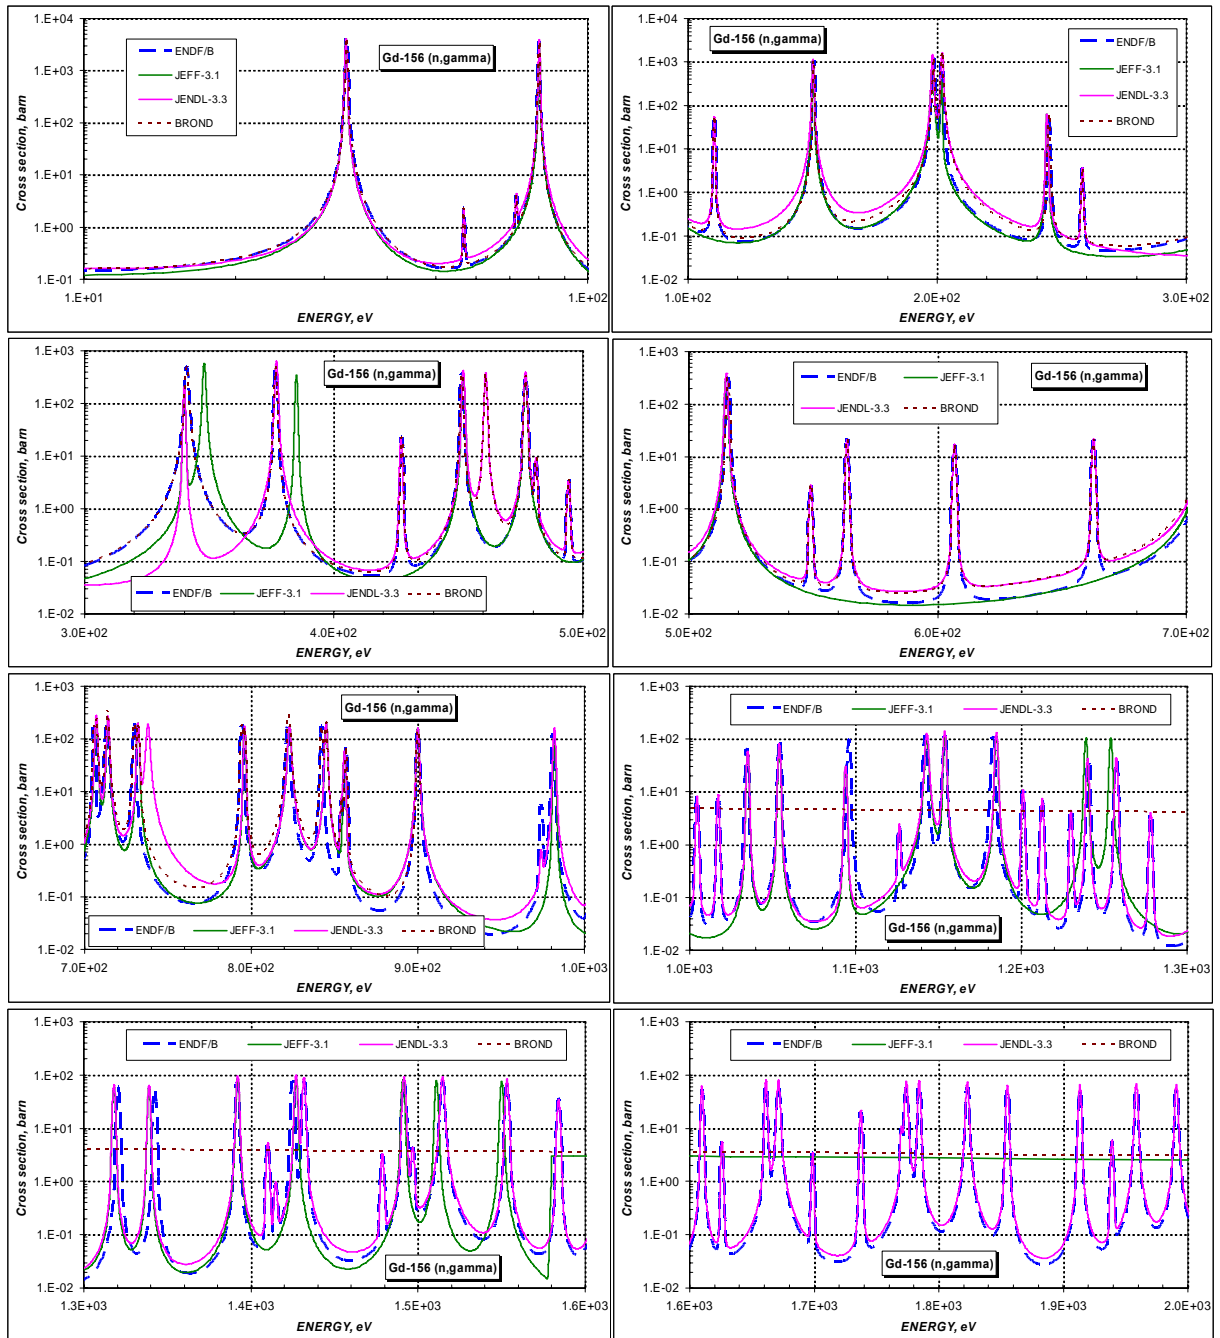 1.E+04
1.E+03
1.E+02
1.E+01
1.E+00
1.E-01
Cross section, barn
ENDF/B
JEFF-3.1
JENDL-3.3
BROND
Gd-156 (n,gamma)
1.E+01
1.E+02
ENERGY, eV
1.E+04
1.E+03
1.E+02
1.E+01
1.E+00
1.E-01
1.E-02
Cross section, barn
Gd-156 (n,gamma)
ENDF/B
JEFF-3.1
JENDL-3.3
BROND
1.0E+02
2.0E+02
3.0E+02
ENERGY, eV
1.E+03
1.E+02
1.E+01
1.E+00
1.E-01
1.E-02
Cross section, barn
Gd-156 (n,gamma)
ENDF/B
JEFF-3.1
JENDL-3.3
BROND
3.0E+02
4.0E+02
5.0E+02
ENERGY, eV
1.E+03
1.E+02
1.E+01
1.E+00
1.E-01
1.E-02
Cross section, barn
ENDF/B
JEFF-3.1
JENDL-3.3
BROND
Gd-156 (n,gamma)
5.0E+02
6.0E+02
7.0E+02
ENERGY, eV
1.E+03
1.E+02
1.E+01
1.E+00
1.E-01
1.E-02
Cross section, barn
Gd-156 (n,gamma)
ENDF/B
JEFF-3.1
JENDL-3.3
BROND
7.0E+02
8.0E+02
9.0E+02
1.0E+03
ENERGY, eV
1.E+03
1.E+02
1.E+01
1.E+00
1.E-01
1.E-02
Cross section, barn
ENDF/B
JEFF-3.1
JENDL-3.3
BROND
Gd-156 (n,gamma)
1.0E+03
1.1E+03
1.2E+03
1.3E+03
ENERGY, eV
1.E+03
1.E+02
1.E+01
1.E+00
1.E-01
1.E-02
Cross section, barn
ENDF/B
JEFF-3.1
JENDL-3.3
BROND
Gd-156 (n,gamma)
1.3E+03
1.4E+03
1.5E+03
1.6E+03
ENERGY, eV
1.E+03
1.E+02
1.E+01
1.E+00
1.E-01
1.E-02
Cross section, barn
ENDF/B
JEFF-3.1
JENDL-3.3
BROND
Gd-156 (n,gamma)
1.6E+03
1.7E+03
1.8E+03
1.9E+03
2.0E+03
ENERGY, eV